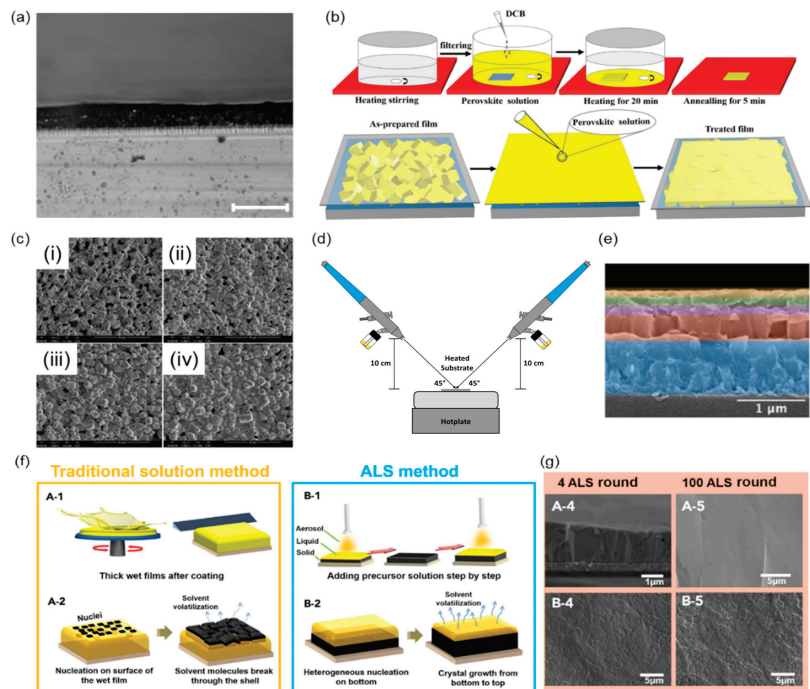 (a)
(b)
DCB
filtering
Heating stirring
Perovskite solution
Heating for 20 min
Annealling for 5 min
As-prepared film
Perovskite solution
Treated film
(c)
(i)
(ii)
(iii)
(iv)
(d)
10 cm
Heated
Substrate
10 cm
45°
45°
Hotplate
(e)
1 µm
(f)
Traditional solution method
ALS method
A-1
Thick wet films after coating
A-2
Nuclei
Solvent
volatilization
Nucleation on surface of
the wet film
Solvent molecules break
through the shell
B-1
Aerosol
Liquid
Solid
Adding precursor solution step by step
B-2
Solvent
volatilization
Heterogeneous nucleation
on bottom
Crystal growth from
bottom to top
(g)
4 ALS round
100 ALS round
A-4
1µm
A-5
5µm
B-4
5µm
B-5
5µm